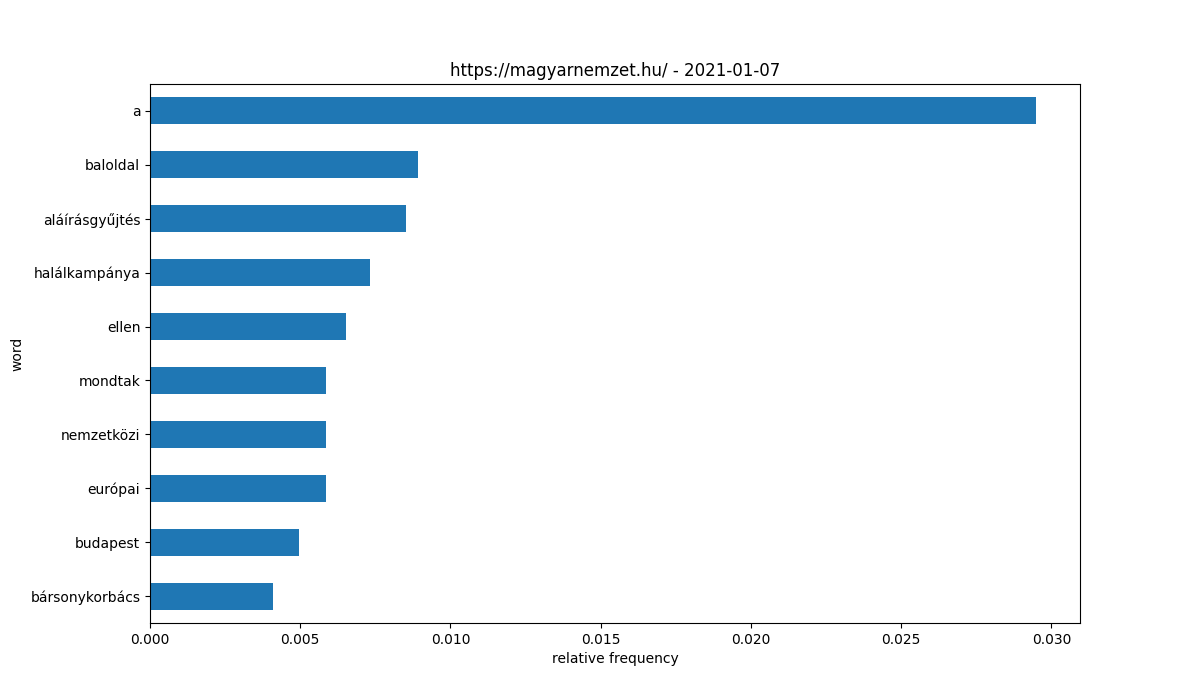 https://magyarnemzet.hu/ - 2021-01-07
a
baloldal
aláírásgyűjtés
halálkampánya
ellen
mondtak
nemzetközi
európai
budapest
bársonykorbács
word
0.000 0.005 0.010 0.015 0.020 0.025 0.030
relative frequency